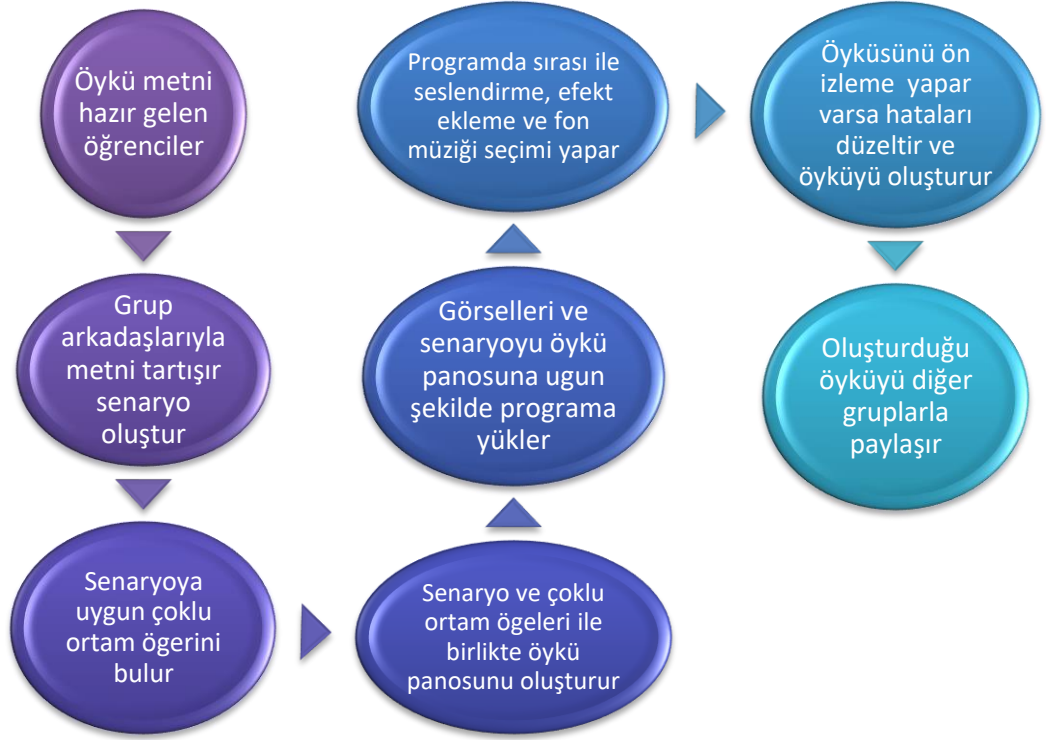 Öykü metni
hazır gelen
öğrenciler
Grup
arkadaşlarıyla
metni tartışır
senaryo
oluştur
Senaryoya
uygun çoklu
ortam ögerini
bulur
Senaryo ve çoklu
ortam ögeleri ile
birlikte öykü
panosunu oluşturur
Görselleri ve
senaryoyu öykü
panosuna ugun
şekilde programa
yükler
Programda sırası ile
seslendirme, efekt
ekleme ve fon
müziği seçimi yapar
Öyküsünü ön
izleme yapar
varsa hataları
düzeltir ve
öyküyü oluşturur
Oluşturduğu
öyküyü diğer
gruplarla
paylaşır